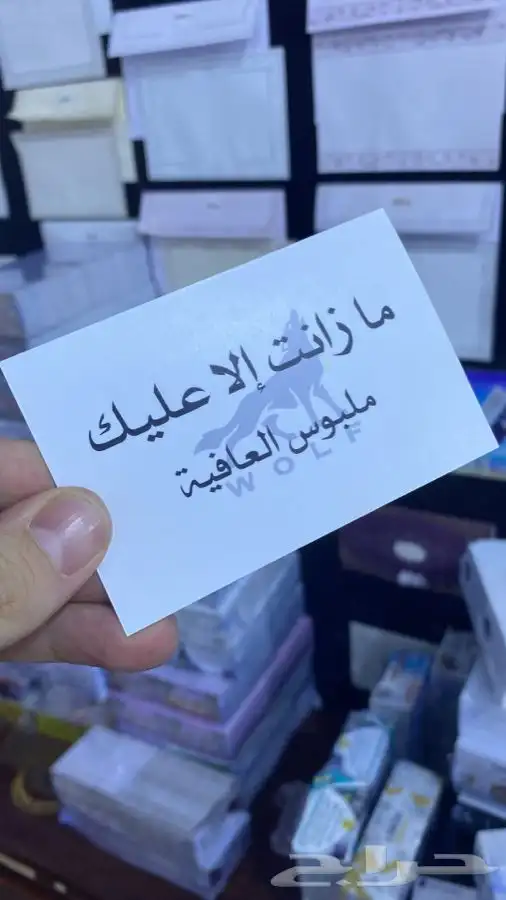 ما زانت إلا عليك
ملبوس العافية
WOLF
حراج